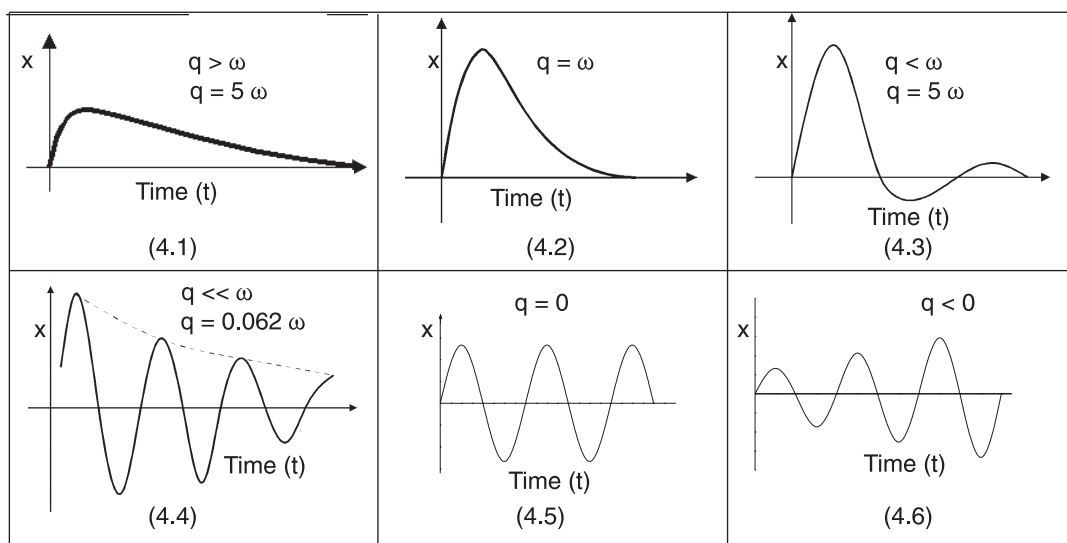 x
q > ω
q = 5 ω
Time (t)
(4.1)
x
q = ω
Time (t)
(4.2)
x
q < ω
q = 5 ω
Time (t)
(4.3)
x
q << ω
q = 0.062 ω
Time (t)
(4.4)
q = 0
x
Time (t)
(4.5)
q < 0
x
Time (t)
(4.6)